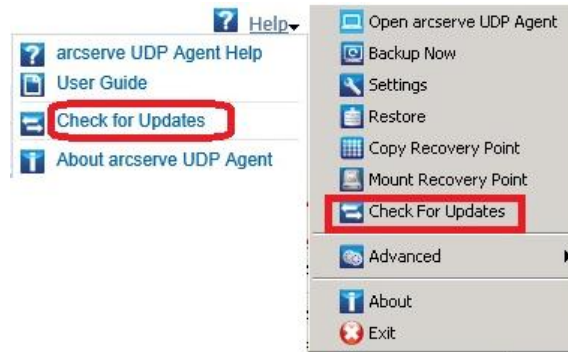 Help
arcserve UDP Agent Help
User Guide
Check for Updates
About arcserve UDP Agent
Open arcserve UDP Agent
Backup Now
Settings
Restore
Copy Recovery Point
Mount Recovery Point
Check For Updates
Advanced
About
Exit